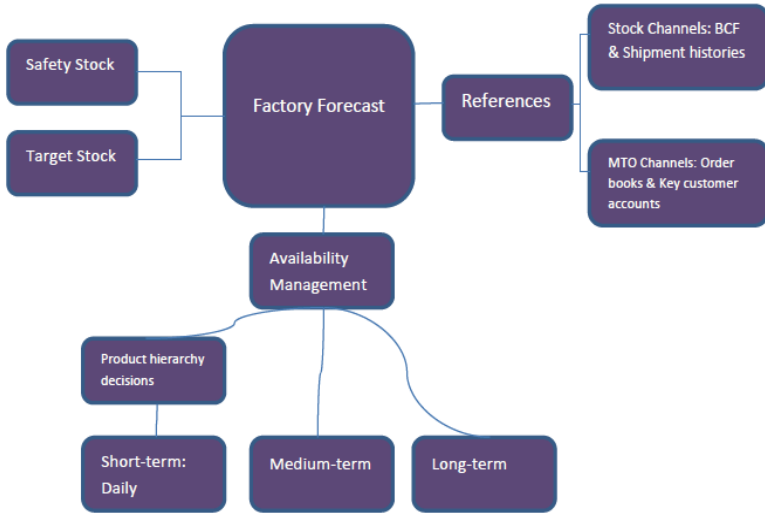 Safety Stock
Target Stock
Factory Forecast
References
Stock Channels: BCF
& Shipment histories
MTO Channels: Order
books & Key customer
accounts
Availability
Management
Product hierarchy
decisions
Short-term:
Daily
Medium-term
Long-term